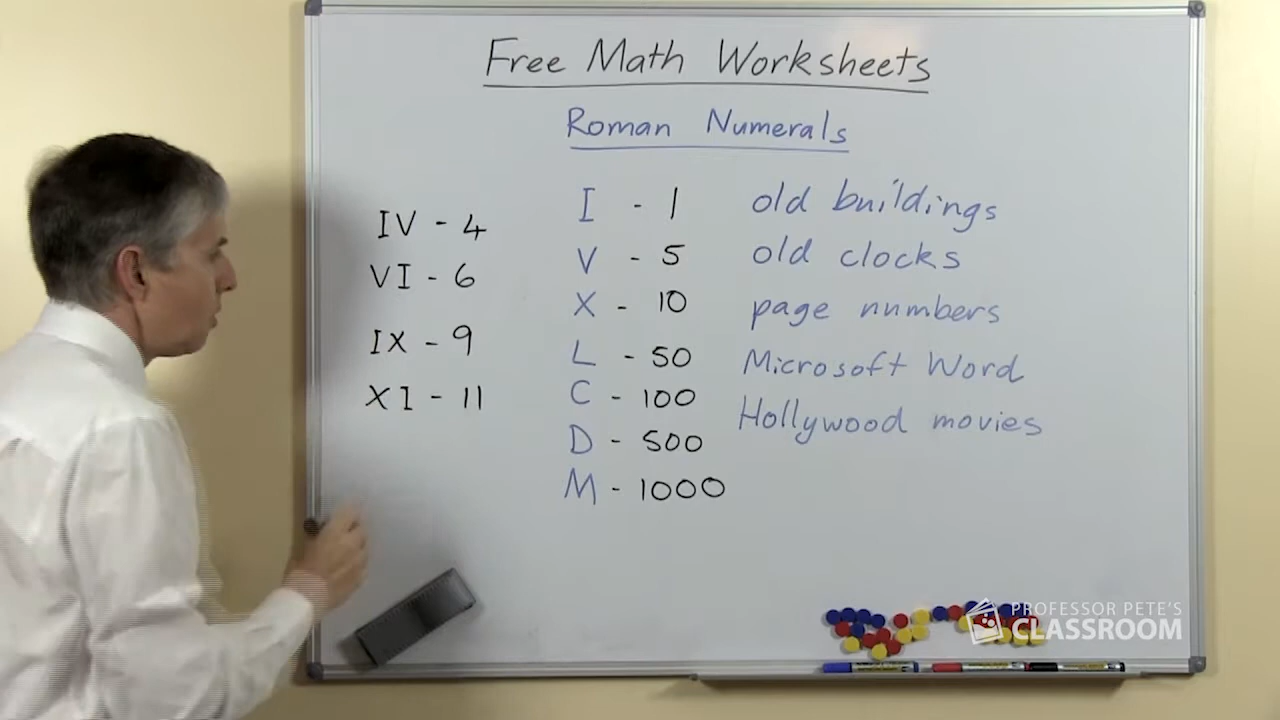 Free Math Worksheets
Roman Numerals
IV - 4
VI - 6
IX - 9
XI - 11
I - 1
V - 5
X - 10
L - 50
C - 100
D - 500
M - 1000
old buildings
old clocks
page numbers
Microsoft Word
Hollywood movies
PROFESSOR PETE'S
CLASSROOM